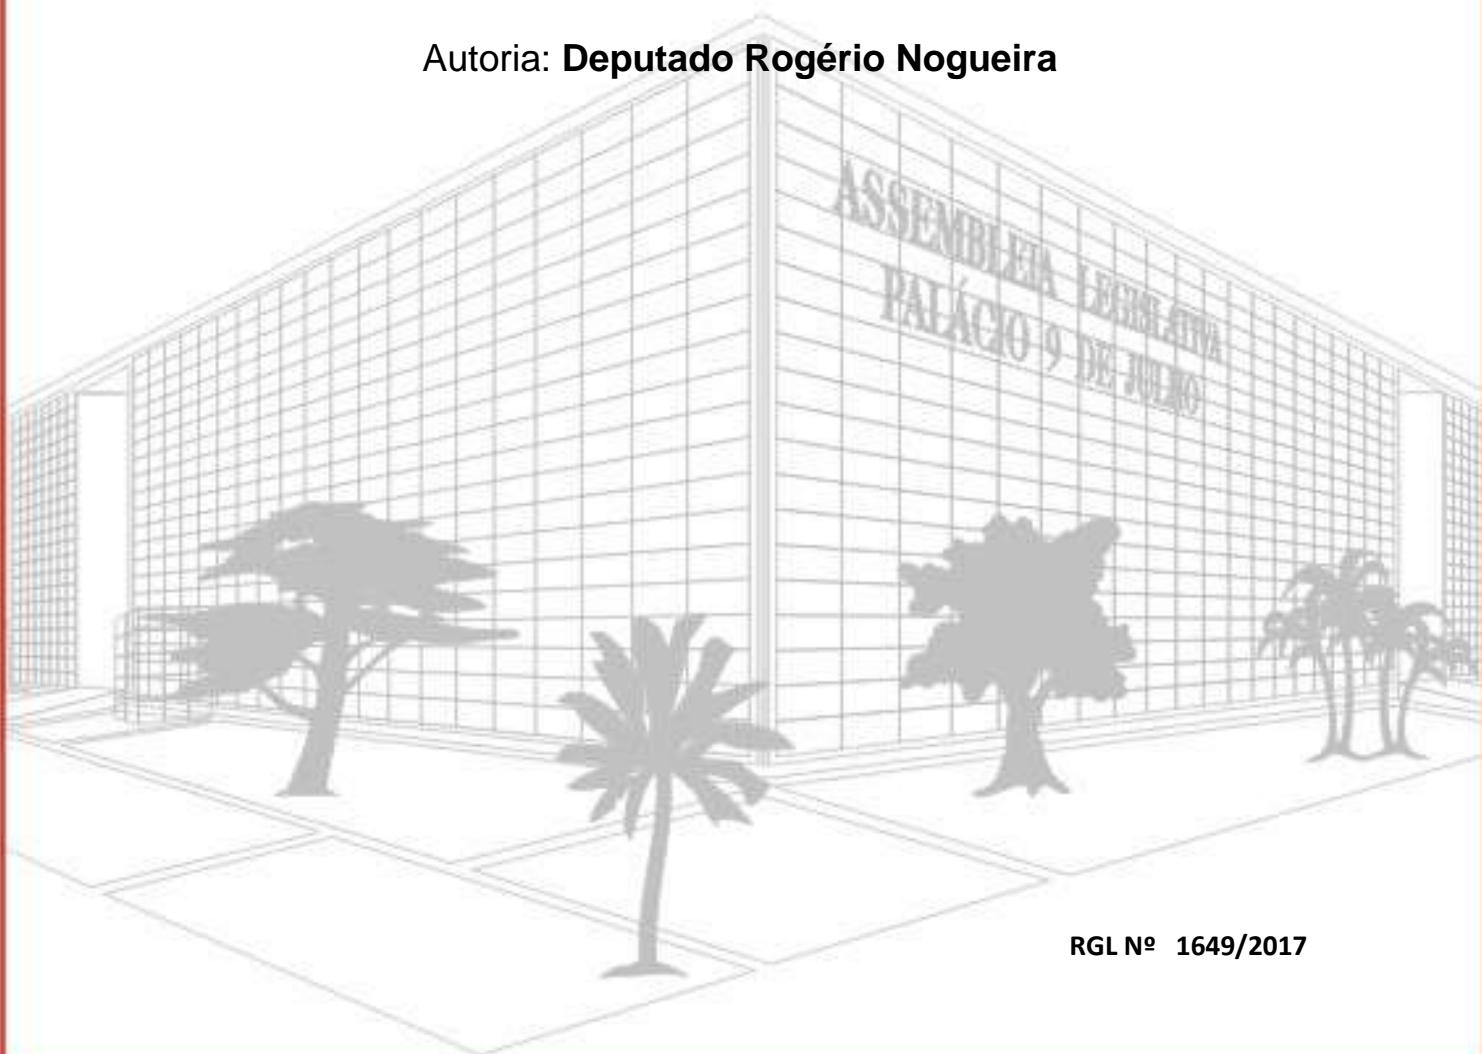 Autoria: Deputado Rogério Nogueira
ASSEMBLEIA LEGISLATIVA
PALÁCIO 9 DE JULHO
RGL Nº 1649/2017